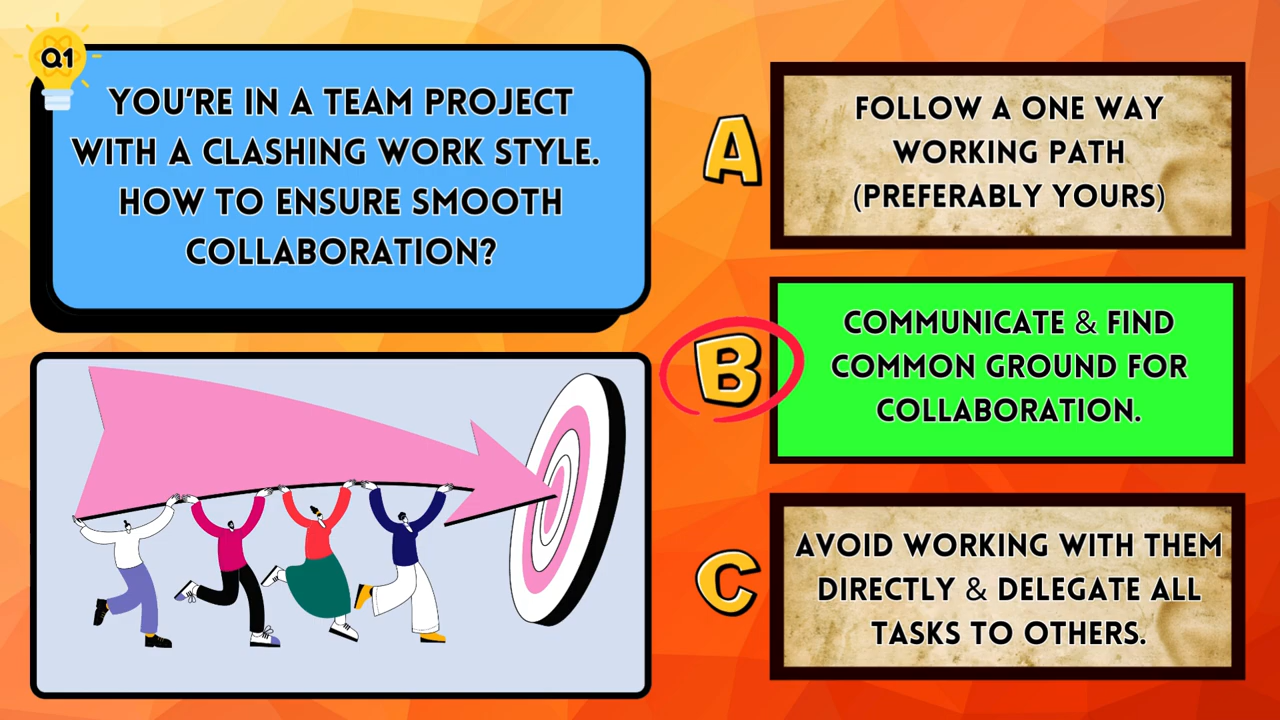 Q1
YOU'RE IN A TEAM PROJECT
WITH A CLASHING WORK STYLE.
HOW TO ENSURE SMOOTH
COLLABORATION?
A
FOLLOW A ONE WAY
WORKING PATH
(PREFERABLY YOURS)
B
COMMUNICATE & FIND
COMMON GROUND FOR
COLLABORATION.
C
AVOID WORKING WITH THEM
DIRECTLY & DELEGATE ALL
TASKS TO OTHERS.